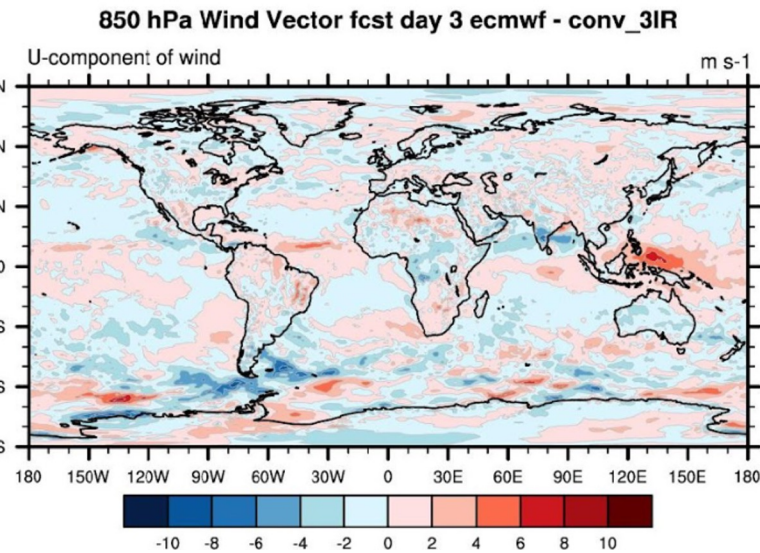 850 hPa Wind Vector fcst day 3 ecmwf - conv_3IR
U-component of wind
m s-1
N
N
N
0
S
S
S
180 150W 120W 90W 60W 30W 0 30E 60E 90E 120E 150E 180
-10 -8 -6 -4 -2 0 2 4 6 8 10